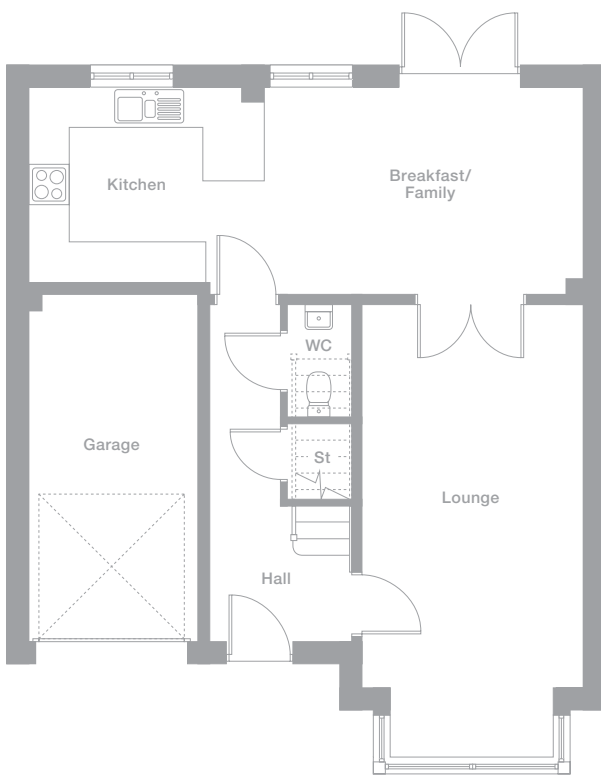 Kitchen
Breakfast/
Family
WC
Garage
St
Lounge
Hall